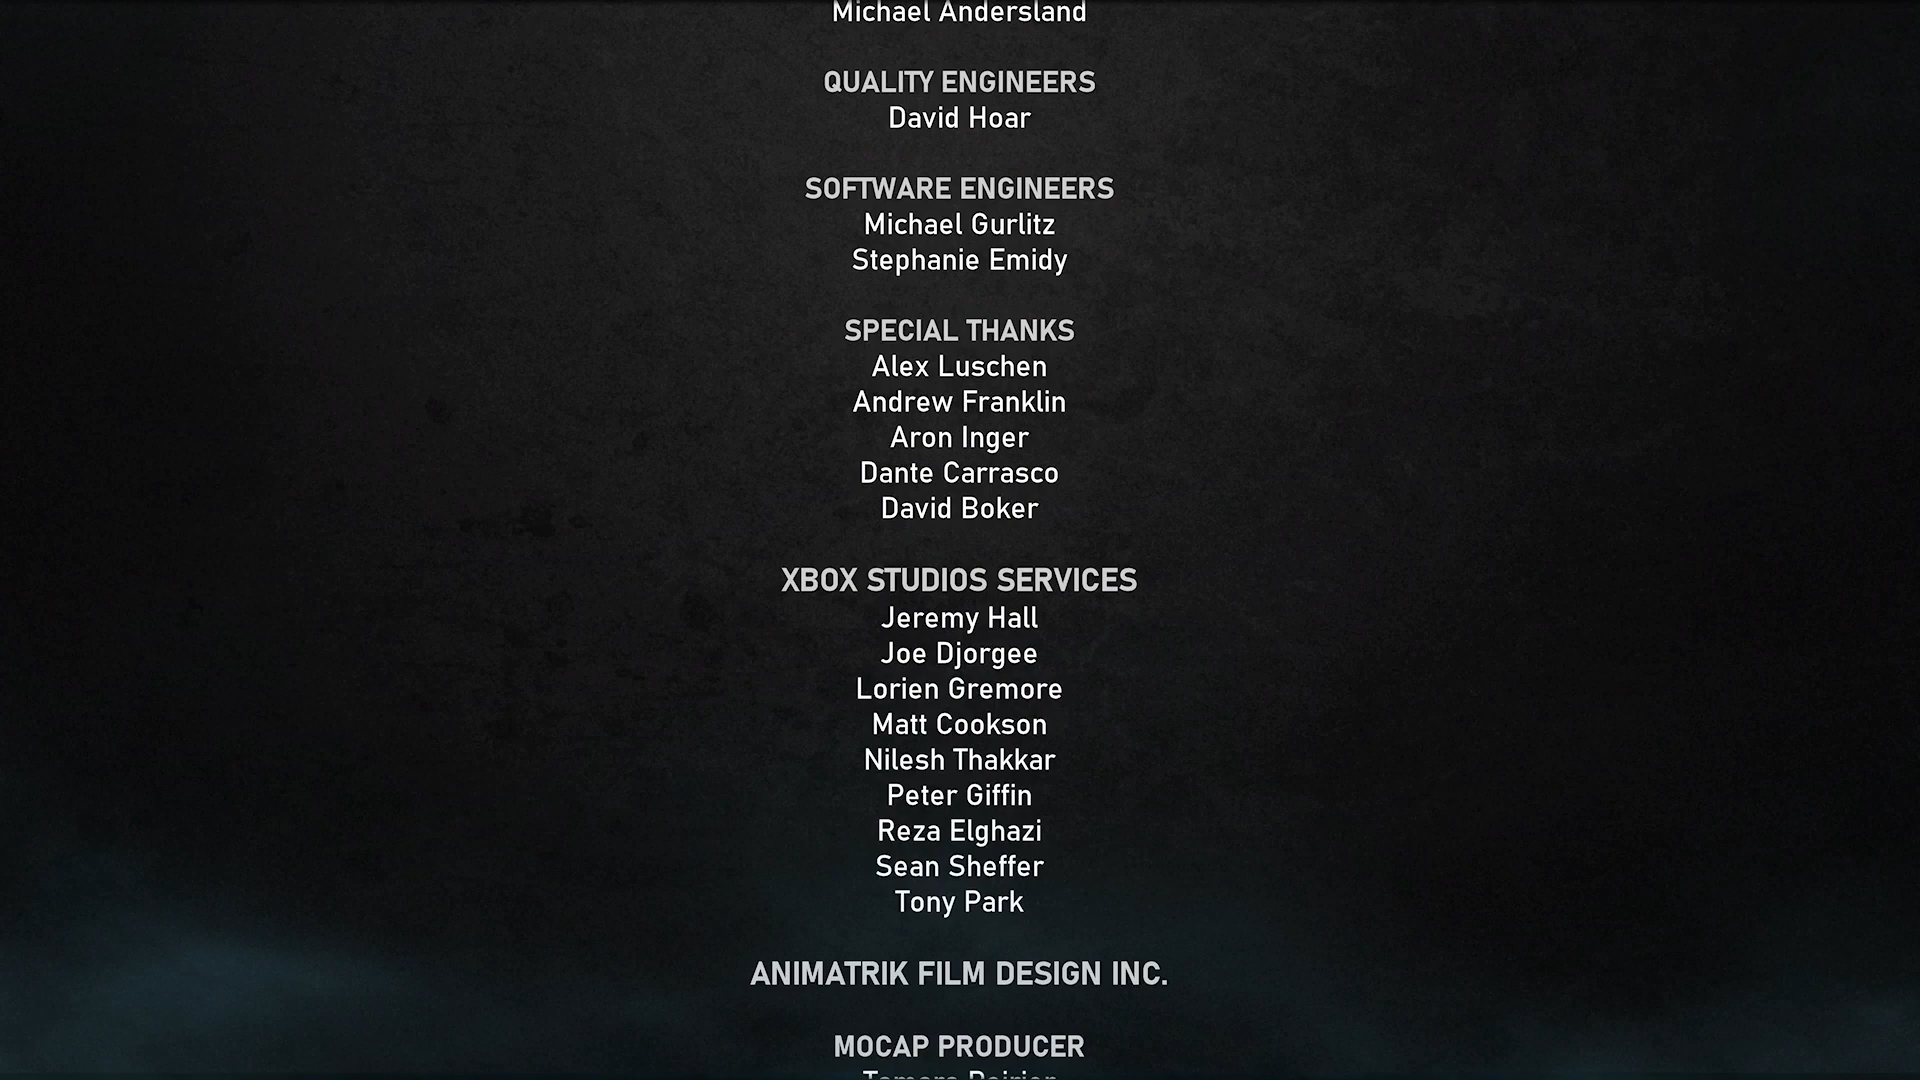 Michael Andersland
QUALITY ENGINEERS
David Hoar
SOFTWARE ENGINEERS
Michael Gurlitz
Stephanie Emidy
SPECIAL THANKS
Alex Luschen
Andrew Franklin
Aron Inger
Dante Carrasco
David Boker
XBOX STUDIOS SERVICES
Jeremy Hall
Joe Djorgee
Lorien Gremore
Matt Cookson
Nilesh Thakkar
Peter Giffin
Reza Elghazi
Sean Sheffer
Tony Park
ANIMATRIK FILM DESIGN INC.
MOCAP PRODUCER